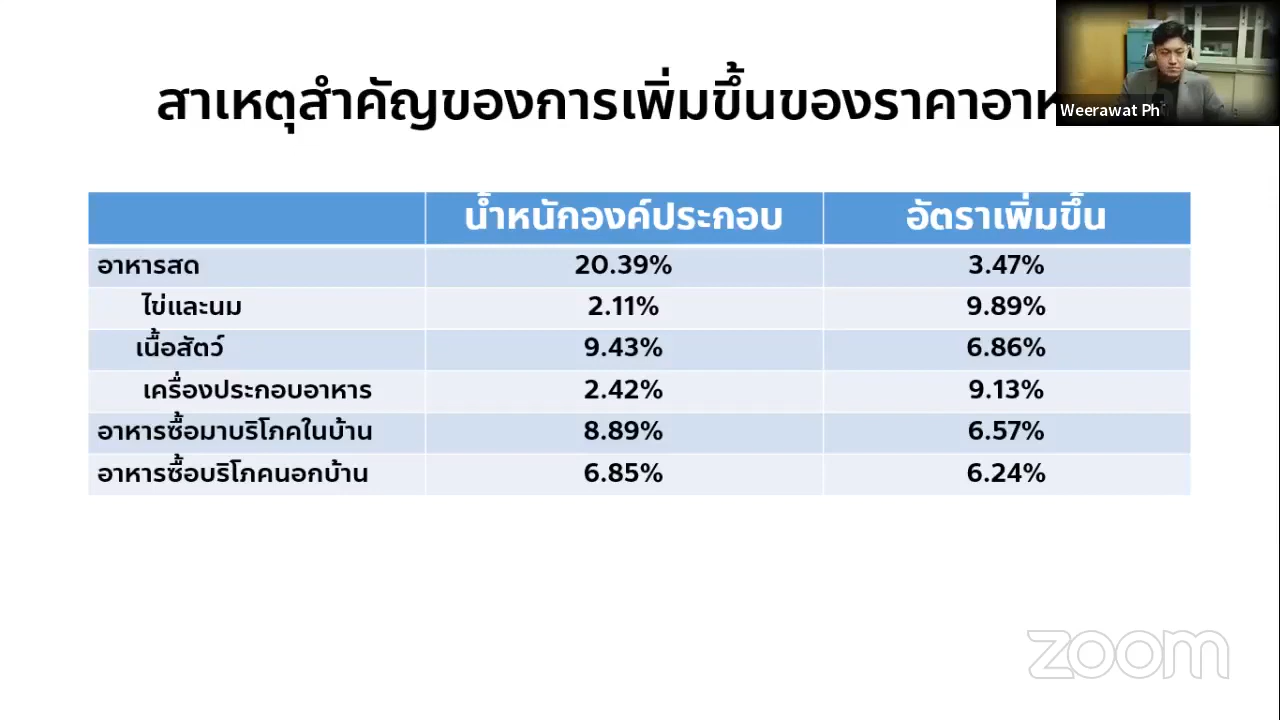 สาเหตุสำคัญของการเพิ่มขึ้นของราคาอาห
Weerawat Ph
น้ำหนักองค์ประกอบ อัตราเพิ่มขึ้น
อาหารสด 20.39% 3.47%
ไข่และนม 2.11% 9.89%
เนื้อสัตว์ 9.43% 6.86%
เครื่องประกอบอาหาร 2.42% 9.13%
อาหารซื้อมาบริโภคในบ้าน 8.89% 6.57%
อาหารซื้อบริโภคนอกบ้าน 6.85% 6.24%
zoom